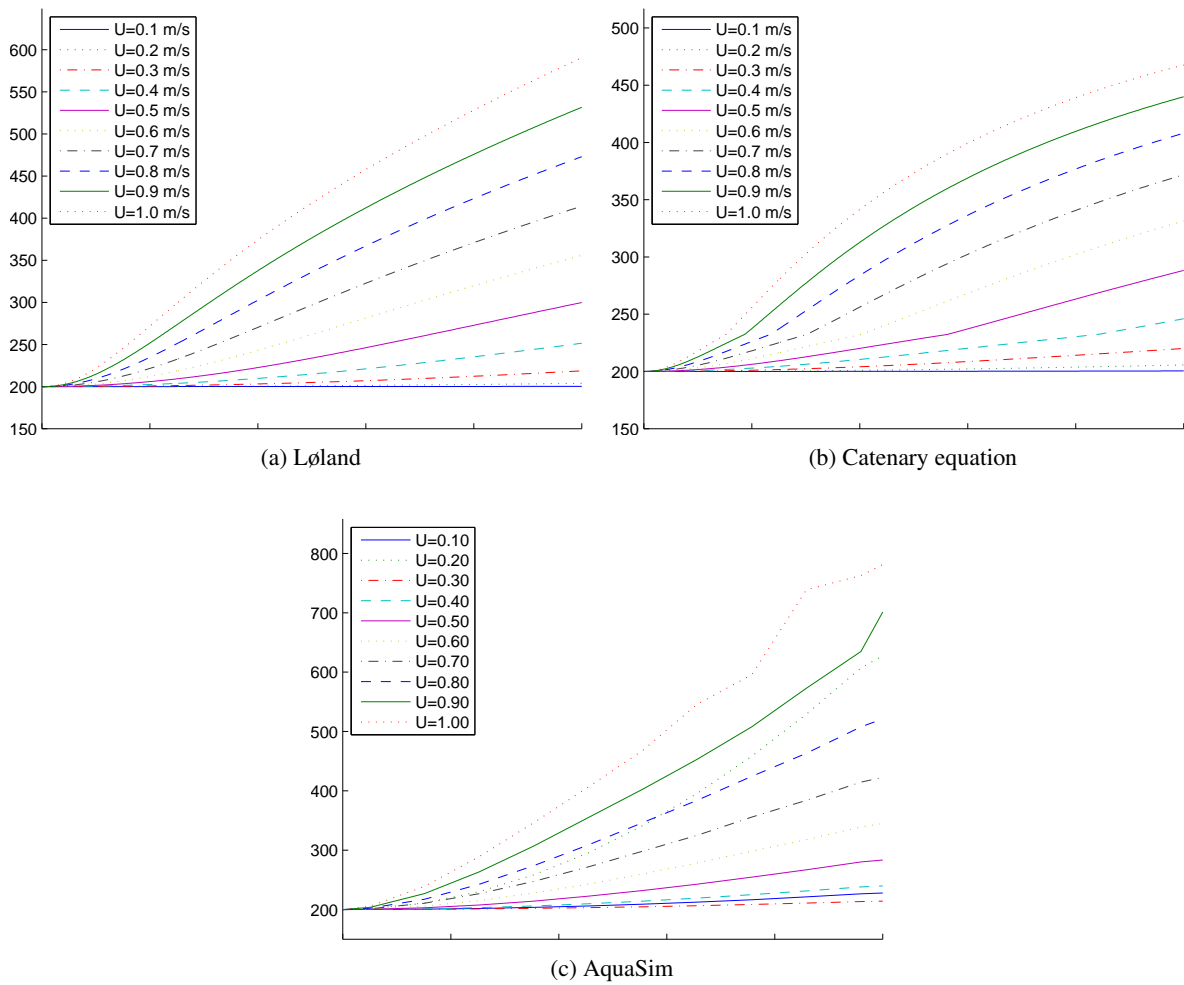 U=0.1 m/s
U=0.2 m/s
U=0.3 m/s
U=0.4 m/s
U=0.5 m/s
U=0.6 m/s
U=0.7 m/s
U=0.8 m/s
U=0.9 m/s
U=1.0 m/s
600
550
500
450
400
350
300
250
200
150
(a) Løland
U=0.1 m/s
U=0.2 m/s
U=0.3 m/s
U=0.4 m/s
U=0.5 m/s
U=0.6 m/s
U=0.7 m/s
U=0.8 m/s
U=0.9 m/s
U=1.0 m/s
500
450
400
350
300
250
200
150
(b) Catenary equation
U=0.10
U=0.20
U=0.30
U=0.40
U=0.50
U=0.60
U=0.70
U=0.80
U=0.90
U=1.00
800
700
600
500
400
300
200
(c) AquaSim